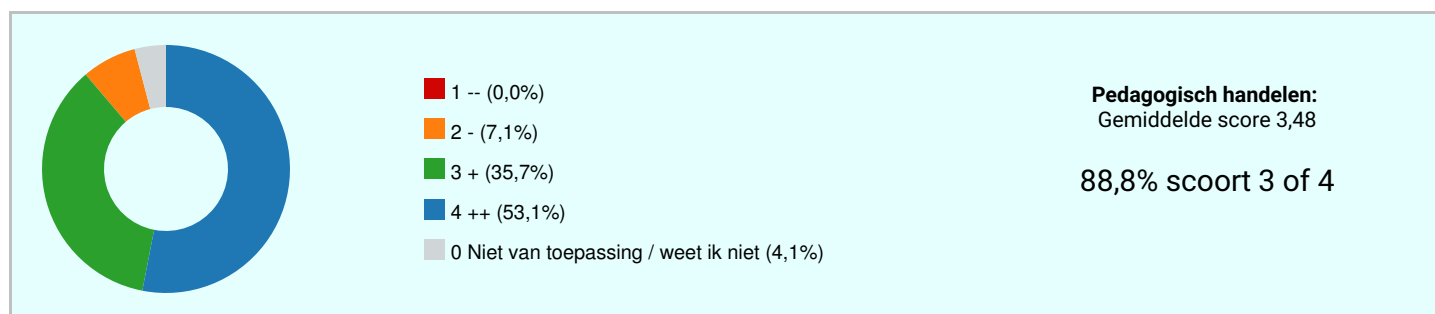 1 -- (0,0%)
2 - (7,1%)
3 + (35,7%)
4 ++ (53,1%)
0 Niet van toepassing / weet ik niet (4,1%)
Pedagogisch handelen:
Gemiddelde score 3,48
88,8% scoort 3 of 4